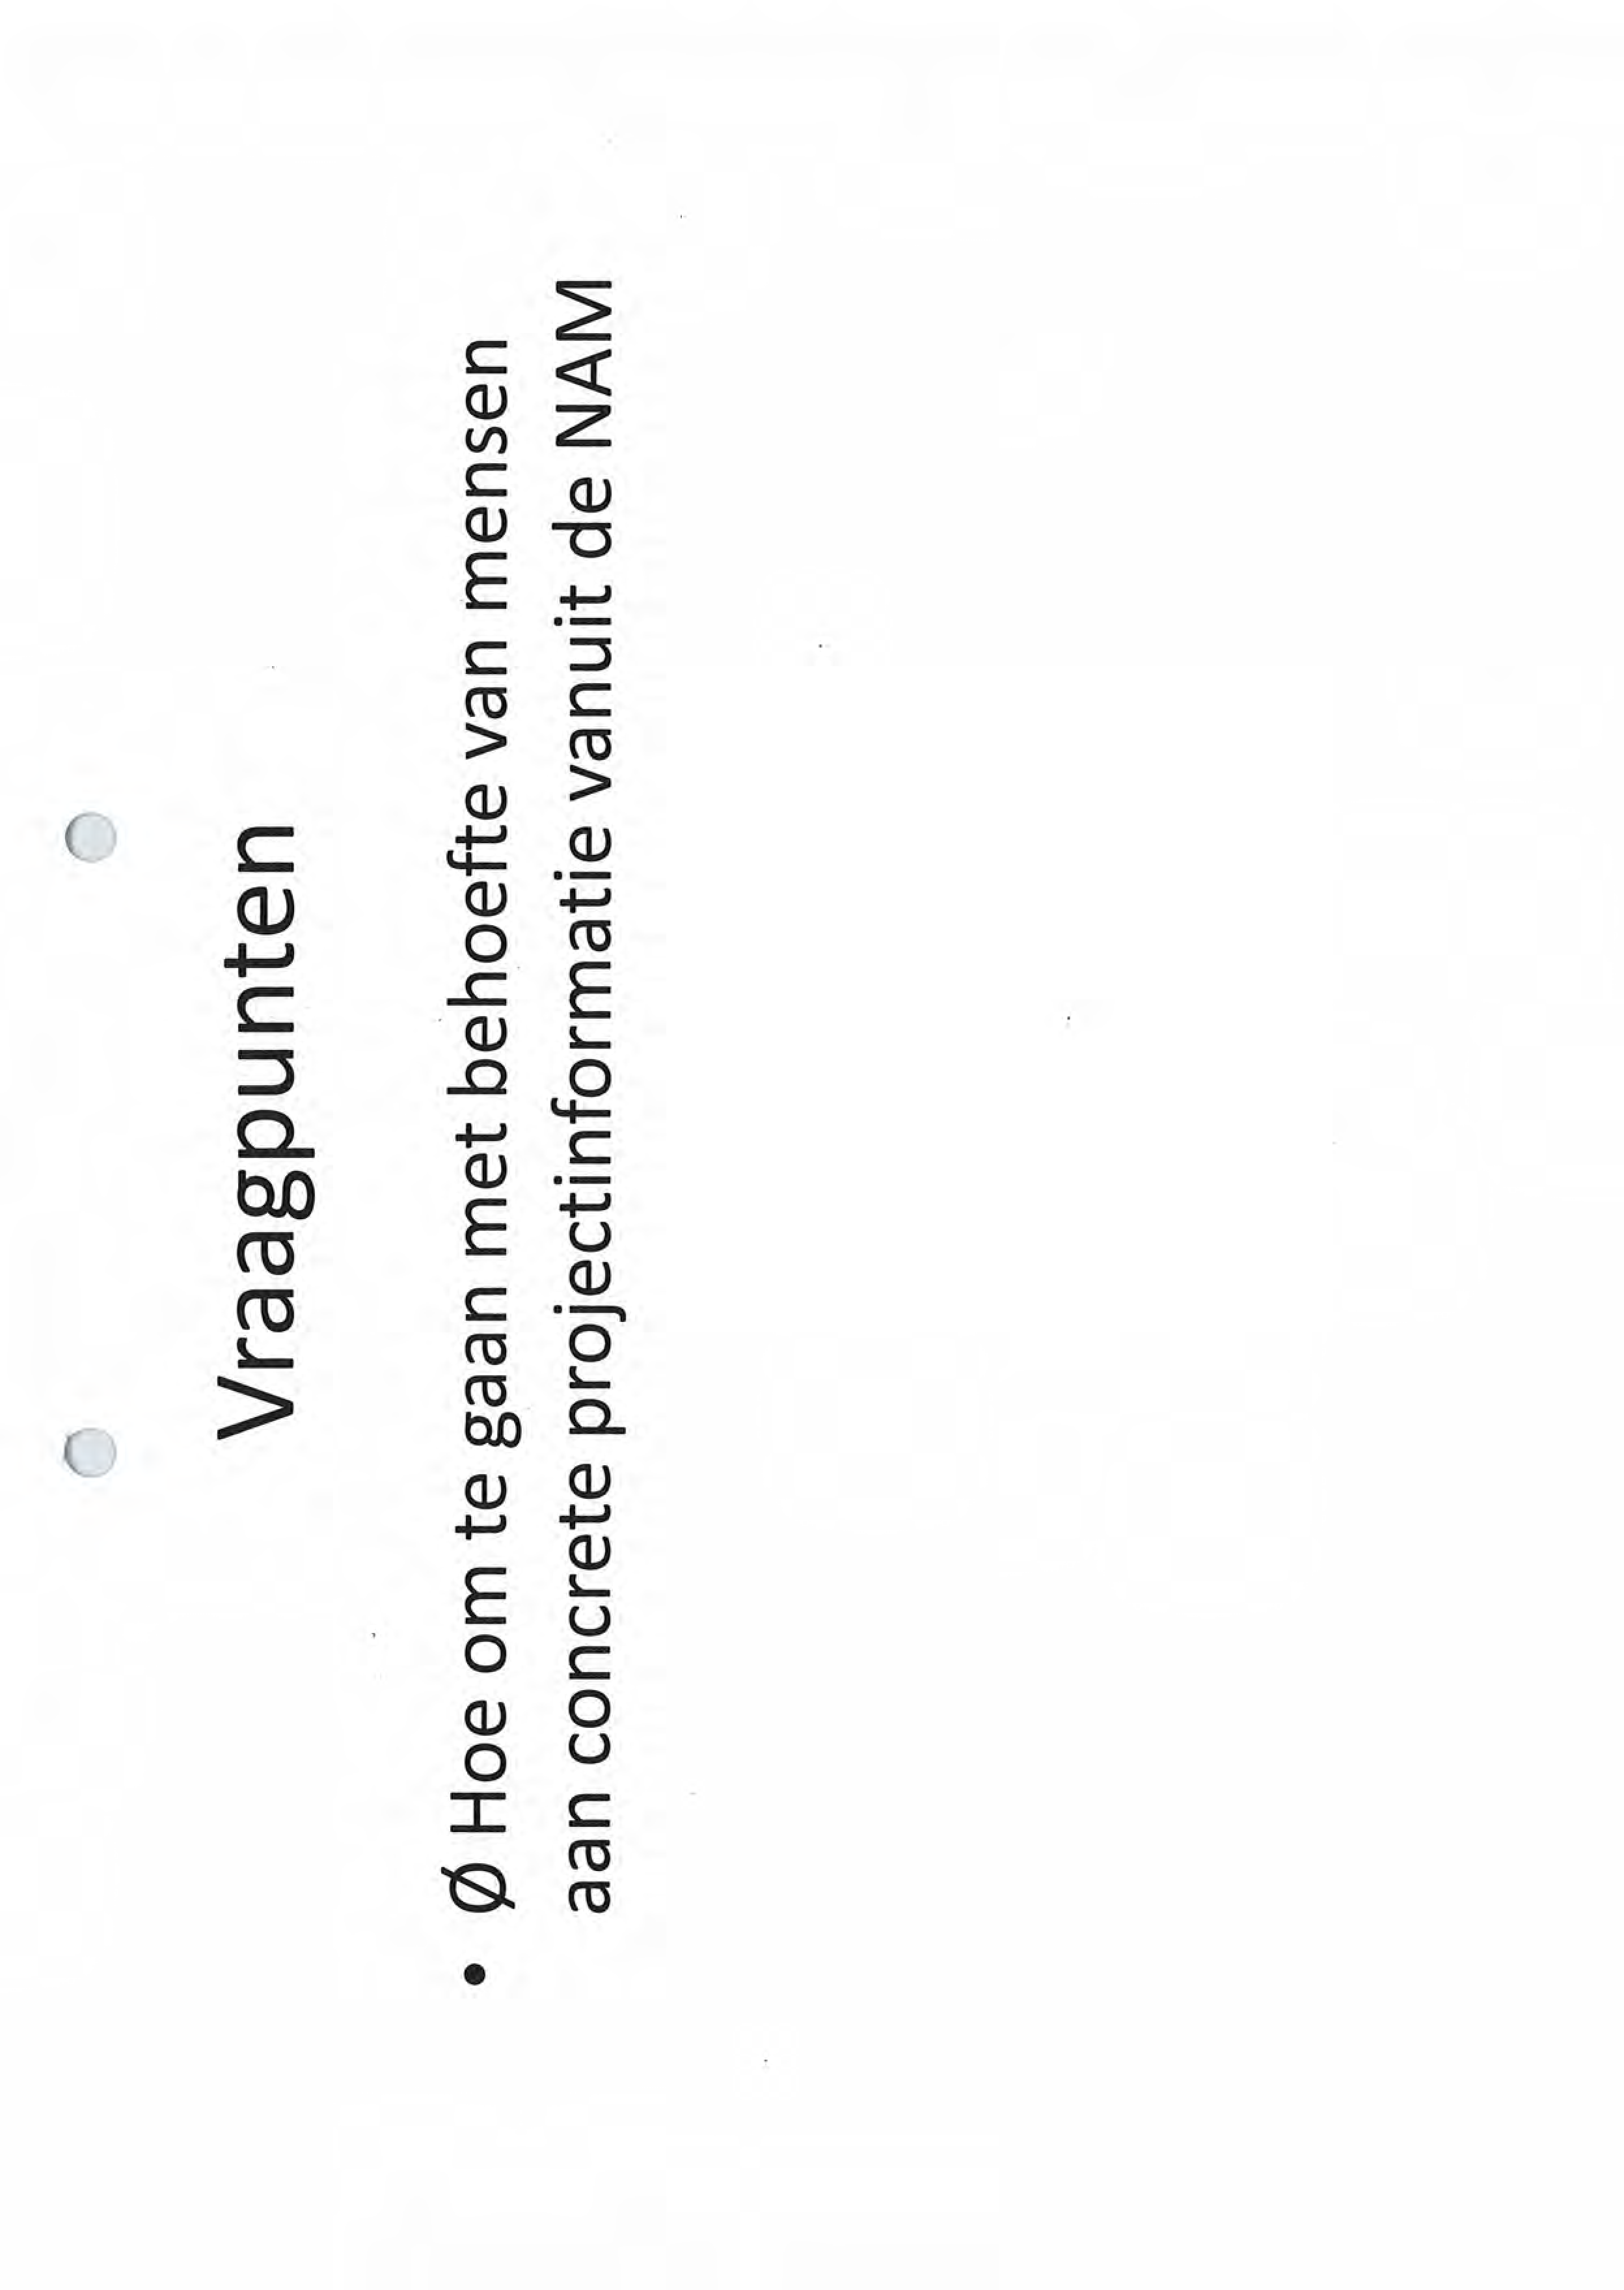 Vraagpunten
• Ø Hoe om te gaan met behoefte van mensen
aan concrete projectinformatie vanuit de NAM